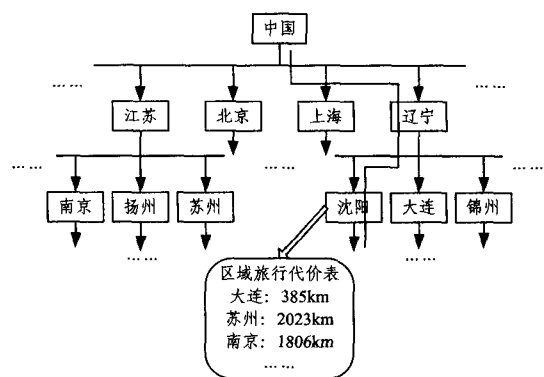 中国
…… ……
江苏 北京 上海 辽宁
…… …… ……
南京 扬州 苏州 沈阳 大连 锦州
…… ……
区域旅行代价表
大连：385km
苏州：2023km
南京：1806km
……